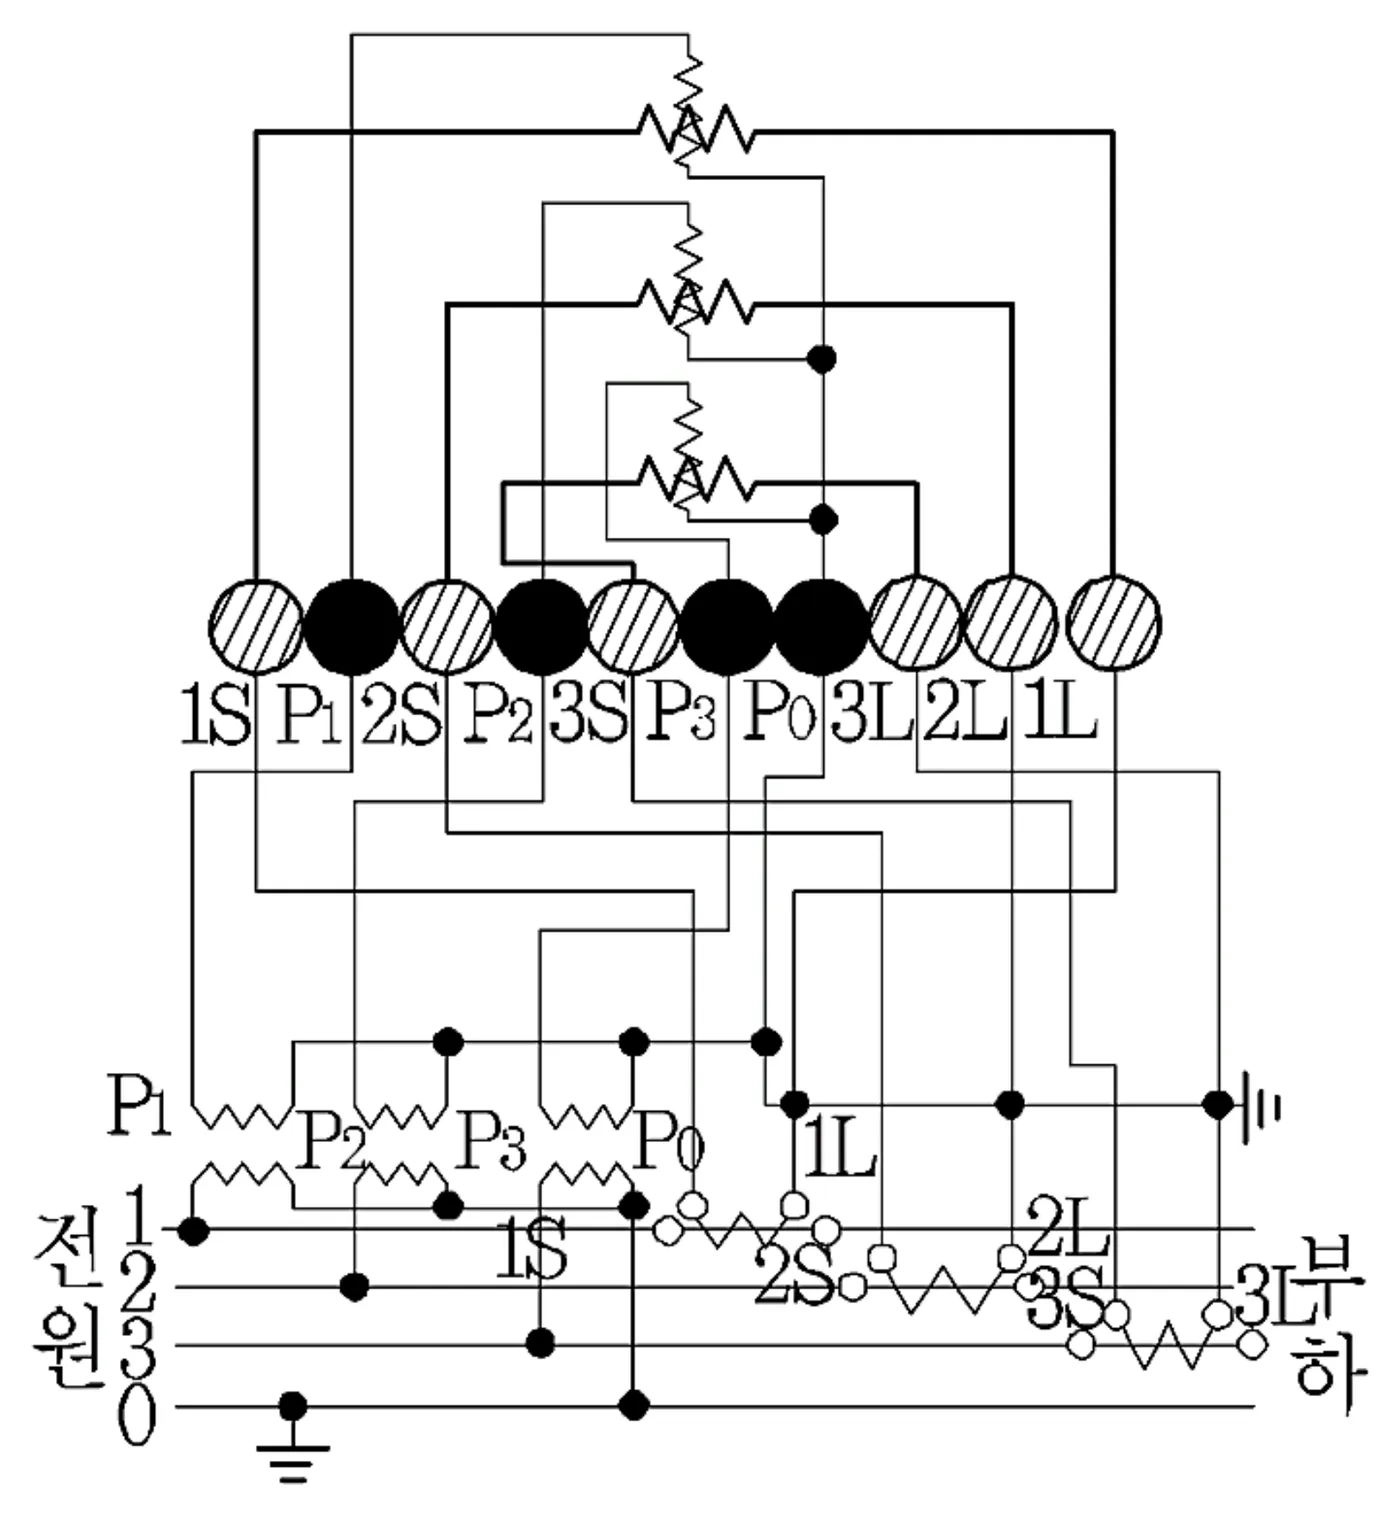 1S P1 2S P2 3S P3 P0 3L 2L 1L
P1 P2 P3 P0 1L
전원 1 1S 2S 2L 부하
2 3S 3L
3
0